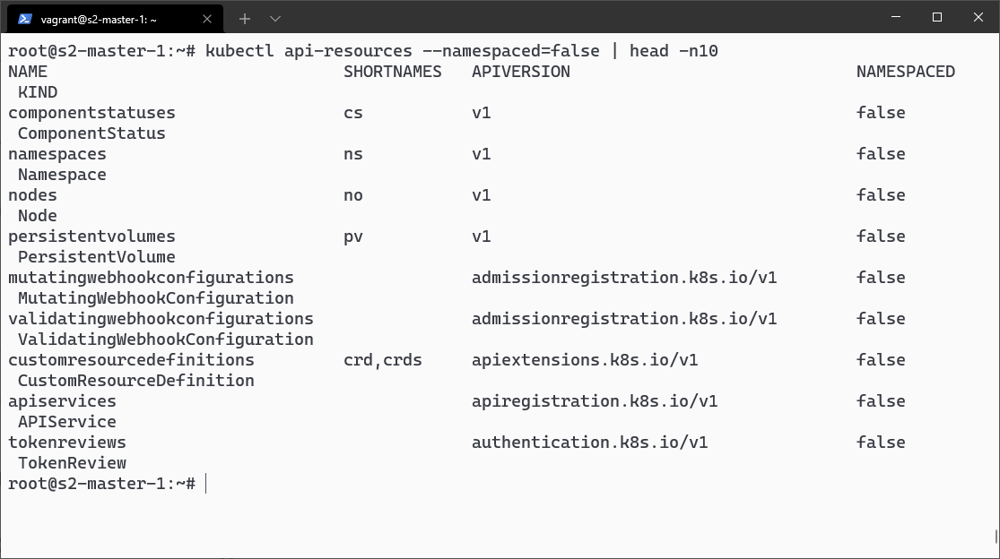 vagrant@s2-master-1: ~
root@s2-master-1:~# kubectl api-resources --namespaced=false | head -n10
NAME                              SHORTNAMES   APIVERSION                             NAMESPACED
 KIND
componentstatuses                 cs           v1                                     false
 ComponentStatus
namespaces                        ns           v1                                     false
 Namespace
nodes                             no           v1                                     false
 Node
persistentvolumes                 pv           v1                                     false
 PersistentVolume
mutatingwebhookconfigurations                  admissionregistration.k8s.io/v1        false
 MutatingWebhookConfiguration
validatingwebhookconfigurations                admissionregistration.k8s.io/v1        false
 ValidatingWebhookConfiguration
customresourcedefinitions         crd,crds     apiextensions.k8s.io/v1                false
 CustomResourceDefinition
apiservices                                    apiregistration.k8s.io/v1              false
 APIService
tokenreviews                                   authentication.k8s.io/v1               false
 TokenReview
root@s2-master-1:~#